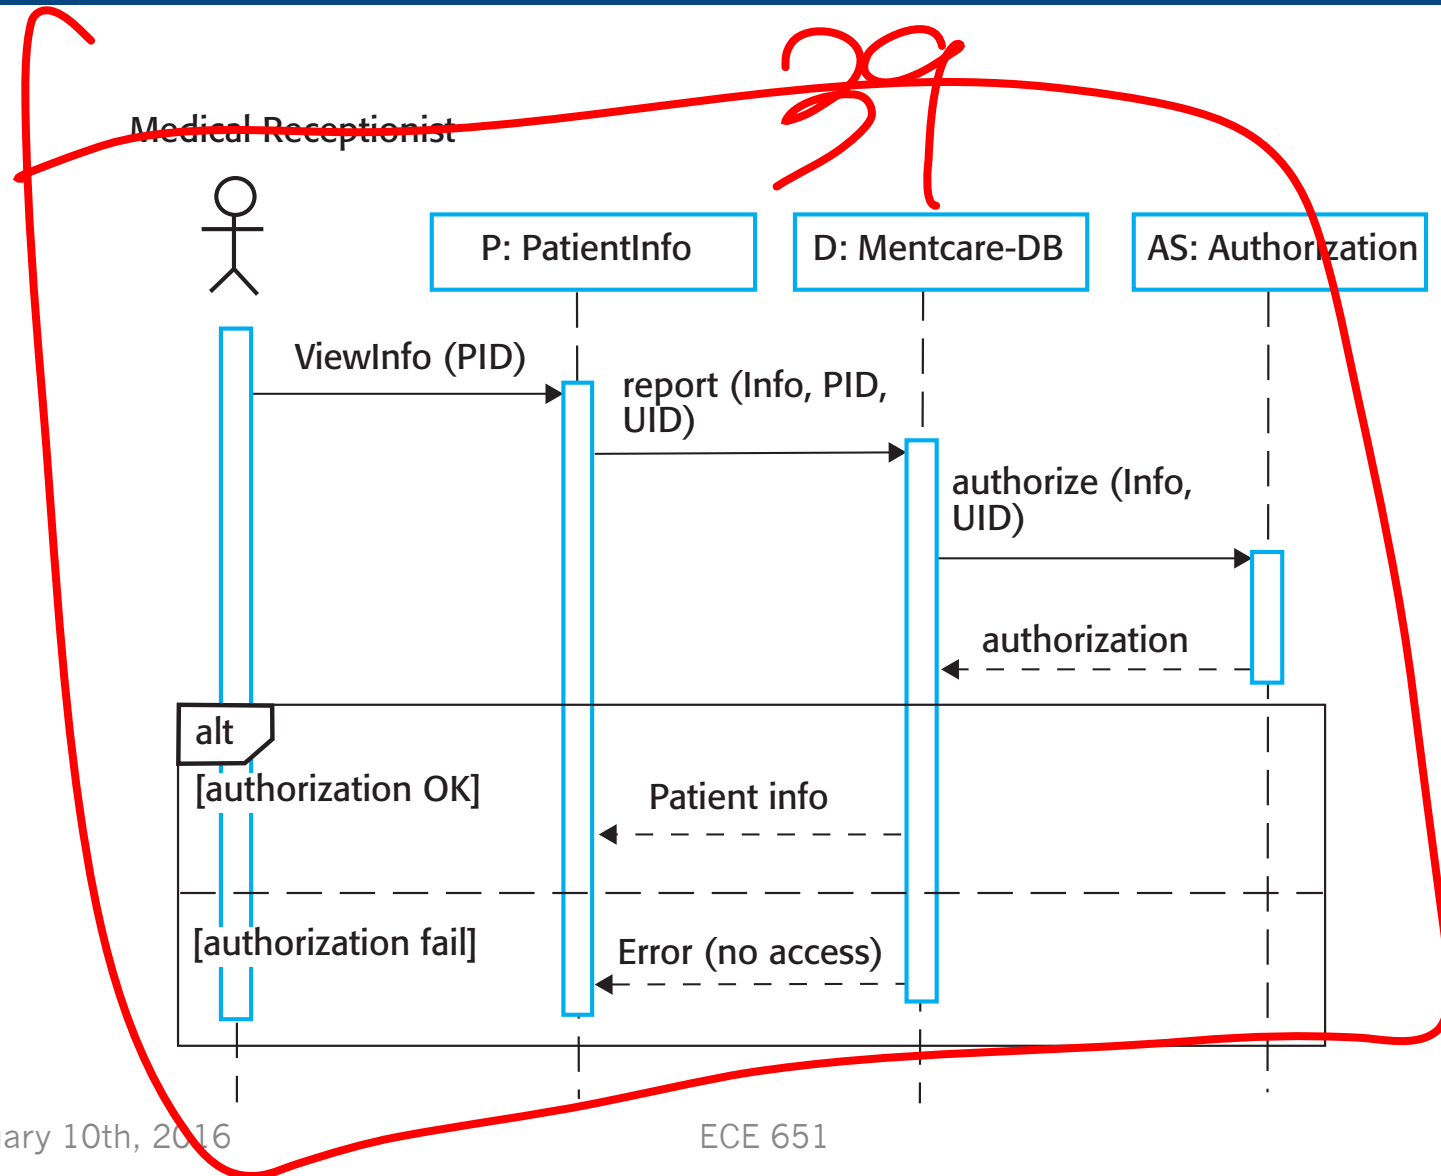 39
Medical Receptionist
P: PatientInfo
D: Mentcare-DB
AS: Authorization
ViewInfo (PID)
report (Info, PID,
UID)
authorize (Info,
UID)
authorization
alt
[authorization OK]
Patient info
[authorization fail]
Error (no access)
10th, 2016
ECE 651